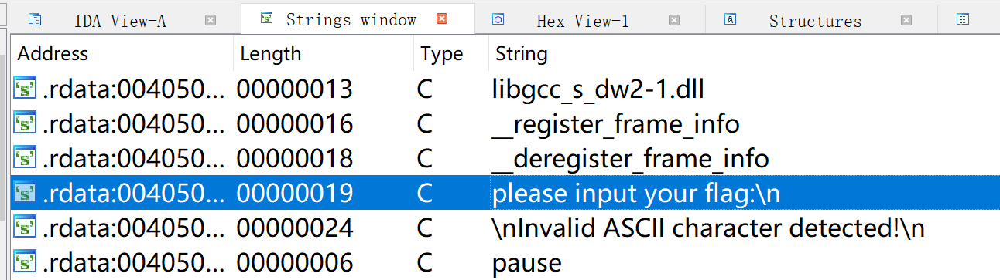 IDA View-A Strings window Hex View-1 Structures
Address Length Type String
.rdata:004050... 00000013 C libgcc_s_dw2-1.dll
.rdata:004050... 00000016 C __register_frame_info
.rdata:004050... 00000018 C __deregister_frame_info
.rdata:004050... 00000019 C please input your flag:\n
.rdata:004050... 00000024 C \nInvalid ASCII character detected!\n
.rdata:004050... 00000006 C pause